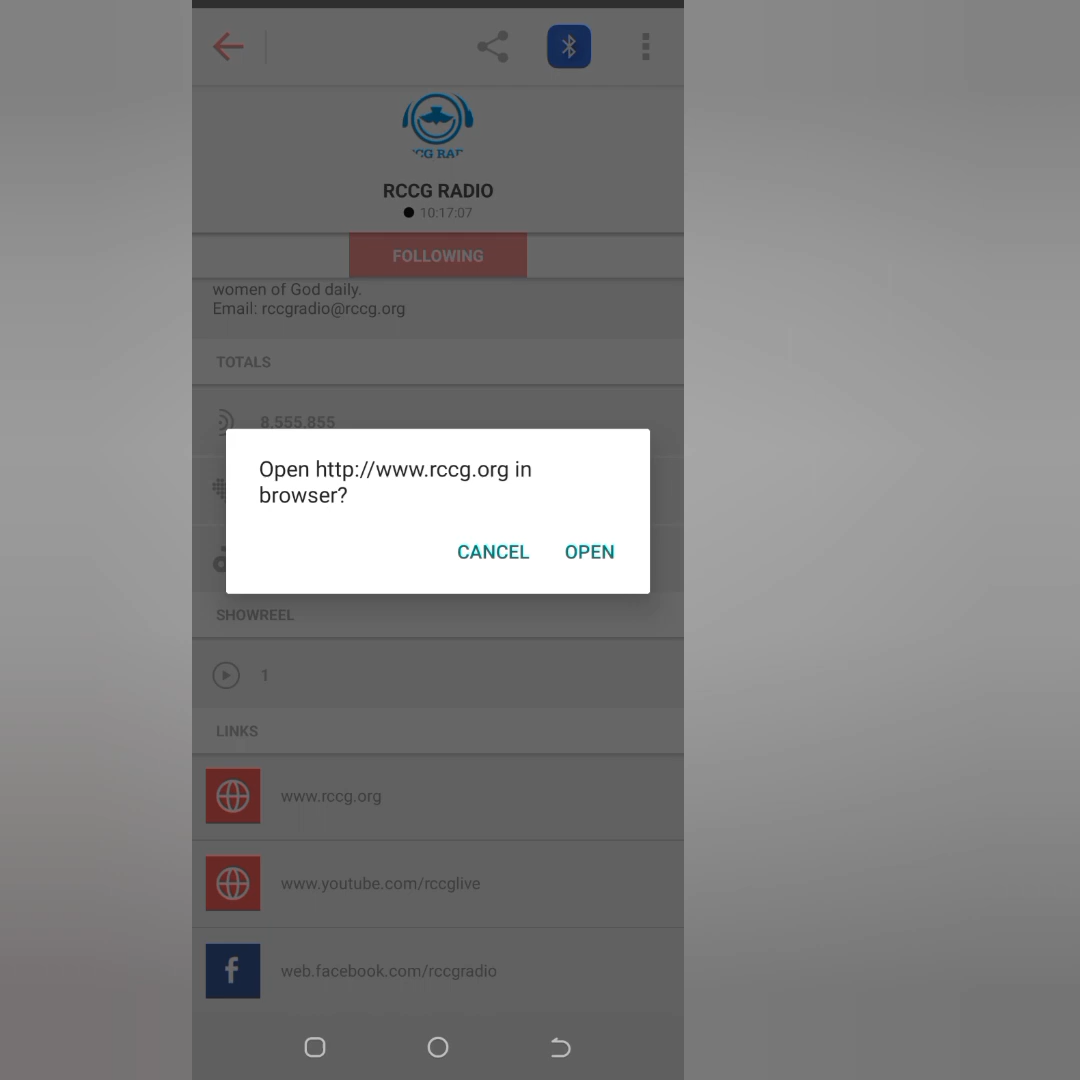 RCCG RADIO
10:17:07
FOLLOWING
women of God daily.
Email: rccgradio@rccg.org
TOTALS
8,555,855
Open http://www.rccg.org in
browser?
CANCEL OPEN
SHOWREEL
1
LINKS
www.rccg.org
www.youtube.com/rccglive
web.facebook.com/rccgradio